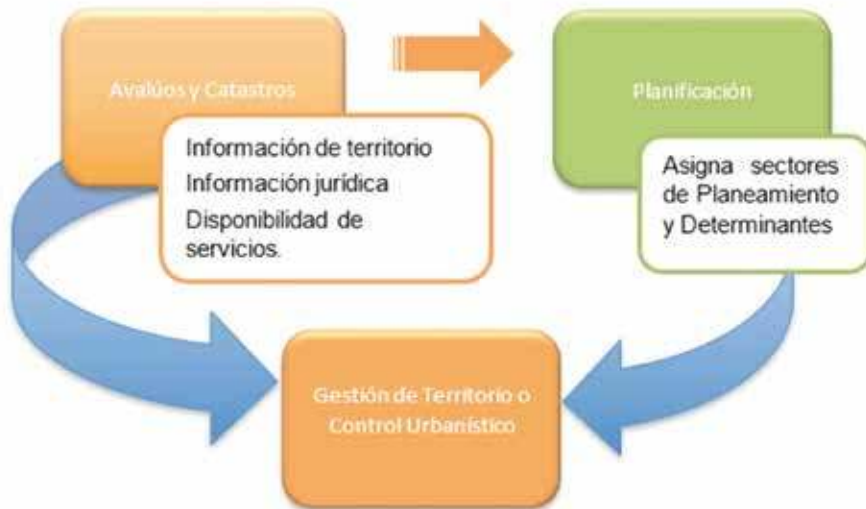 Avalúos y Catastros
Información de territorio
Información jurídica
Disponibilidad de
servicios.
Planificación
Asigna sectores
de Planeamiento
y Determinantes
Gestión de Territorio o
Control Urbanístico